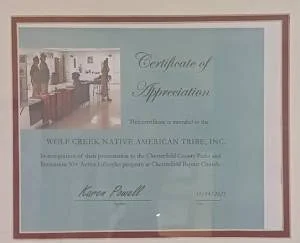 Certificate of
Appreciation
This certificate is awarded to the
WOLF CREEK NATIVE AMERICAN TRIBE, INC.
In recognition of their presentation to the Chesterfield County Parks and
Recreation 50+ Active Lifestyles program at Chesterfield Baptist Church.
Karen Powell